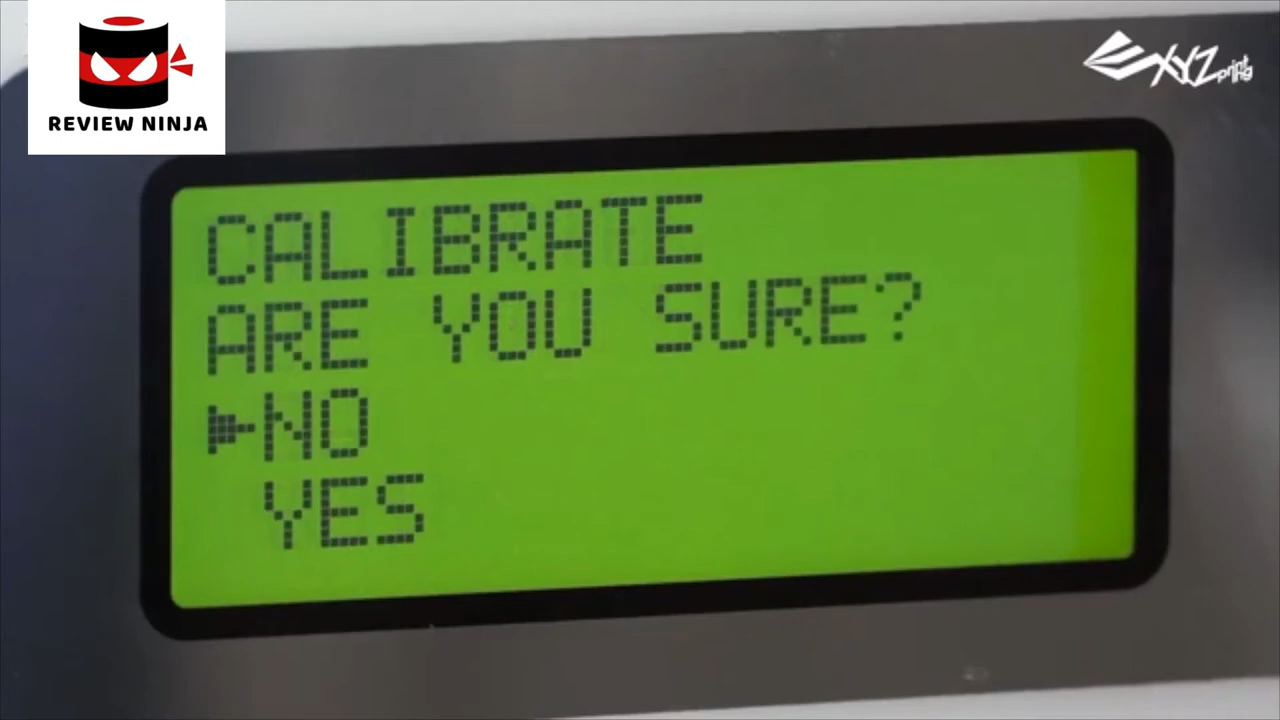 REVIEW NINJA
XYZprinting
CALIBRATE
ARE YOU SURE?
►NO
YES